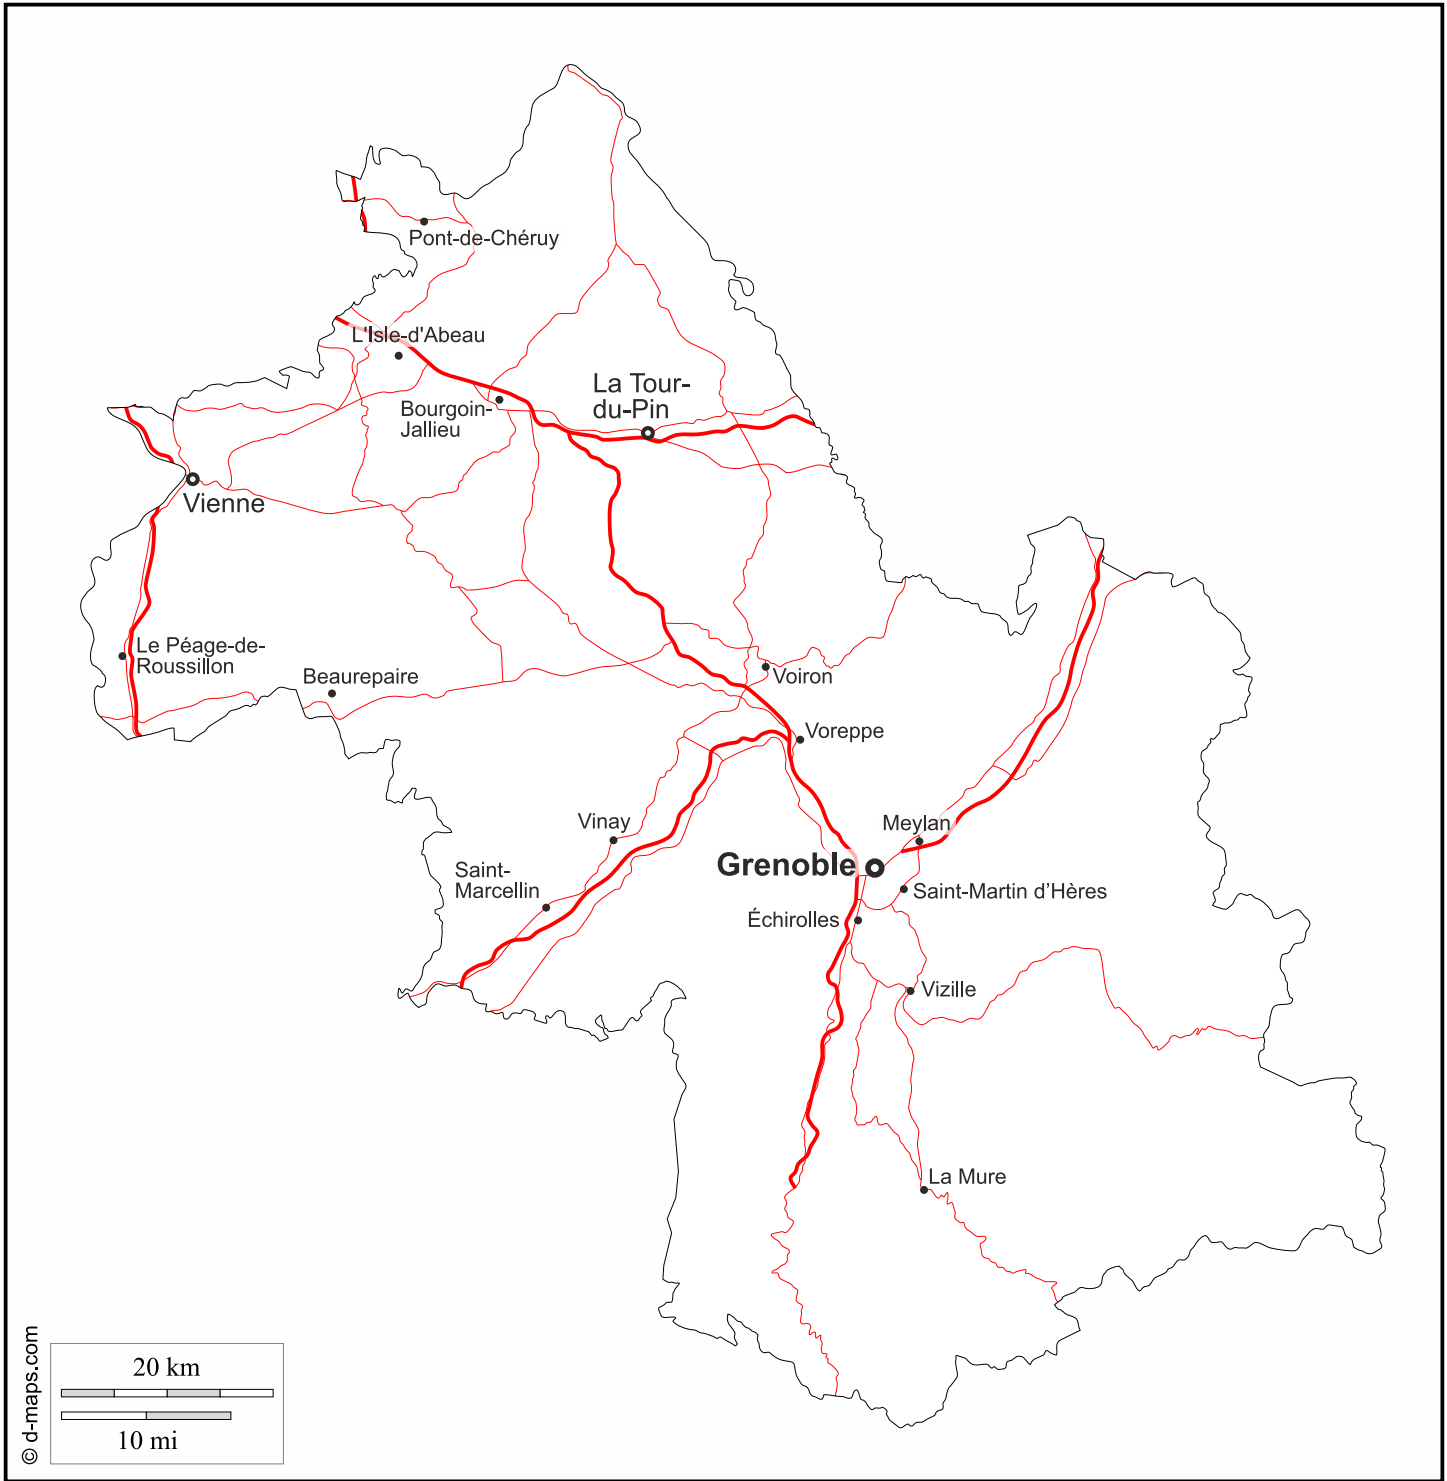 Pont-de-Chéruy
L'Isle-d'Abeau
La Tour-
du-Pin
Bourgoin-
Jallieu
Vienne
Le Péage-de-
Roussillon
Beaurepaire
Voiron
Voreppe
Vinay
Meylan
Grenoble
Saint-
Marcellin
Saint-Martin d'Hères
Échirolles
Vizille
La Mure
© d-maps.com
20 km
10 mi